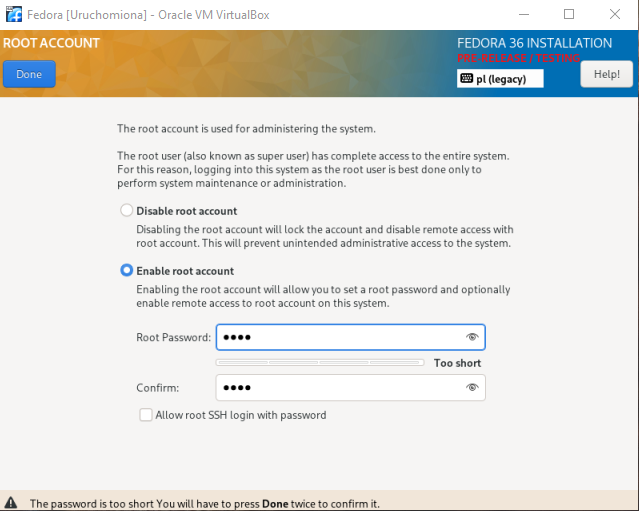 Fedora [Uruchomiona] - Oracle VM VirtualBox
ROOT ACCOUNT
FEDORA 36 INSTALLATION
PRE-RELEASE / TESTING
Done
pl (legacy)
Help!
The root account is used for administering the system.
The root user (also known as super user) has complete access to the entire system.
For this reason, logging into this system as the root user is best done only to
perform system maintenance or administration.
Disable root account
Disabling the root account will lock the account and disable remote access with
root account. This will prevent unintended administrative access to the system.
Enable root account
Enabling the root account will allow you to set a root password and optionally
enable remote access to root account on this system.
Root Password: ●●●●
Too short
Confirm: ●●●●
Allow root SSH login with password
The password is too short You will have to press Done twice to confirm it.